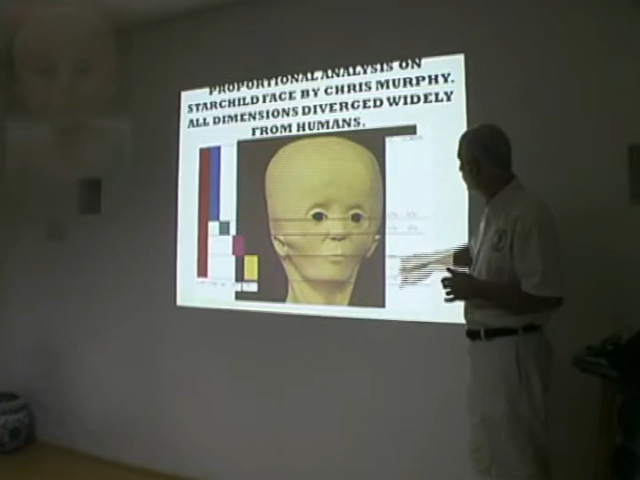 PROPORTIONAL ANALYSIS ON
STARCHILD FACE BY CHRIS MURPHY.
ALL DIMENSIONS DIVERGED WIDELY
FROM HUMANS.